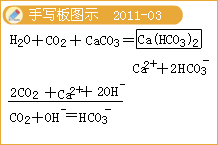 手写板图示 2011-03
H₂O+CO₂+CaCO₃=Ca(HCO₃)₂
Ca²⁺+2HCO₃⁻
2CO₂+Ca²⁺+2OH⁻
CO₂+OH⁻=HCO₃⁻